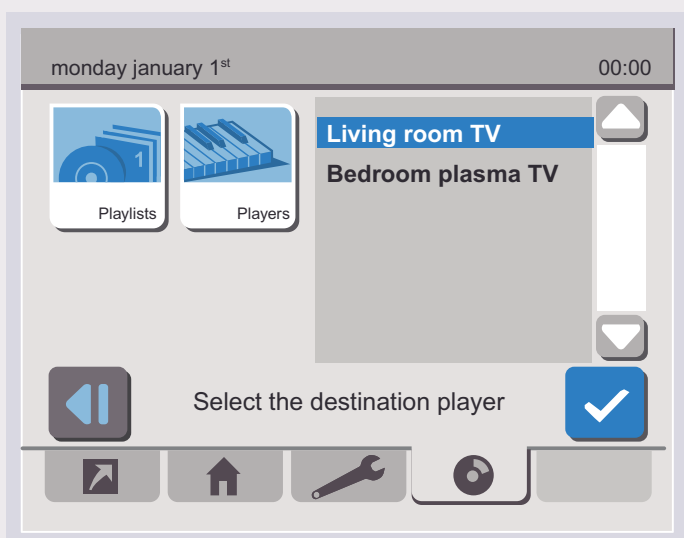 monday january 1st
00:00
1
Playlists
Players
Living room TV
Bedroom plasma TV
Select the destination player